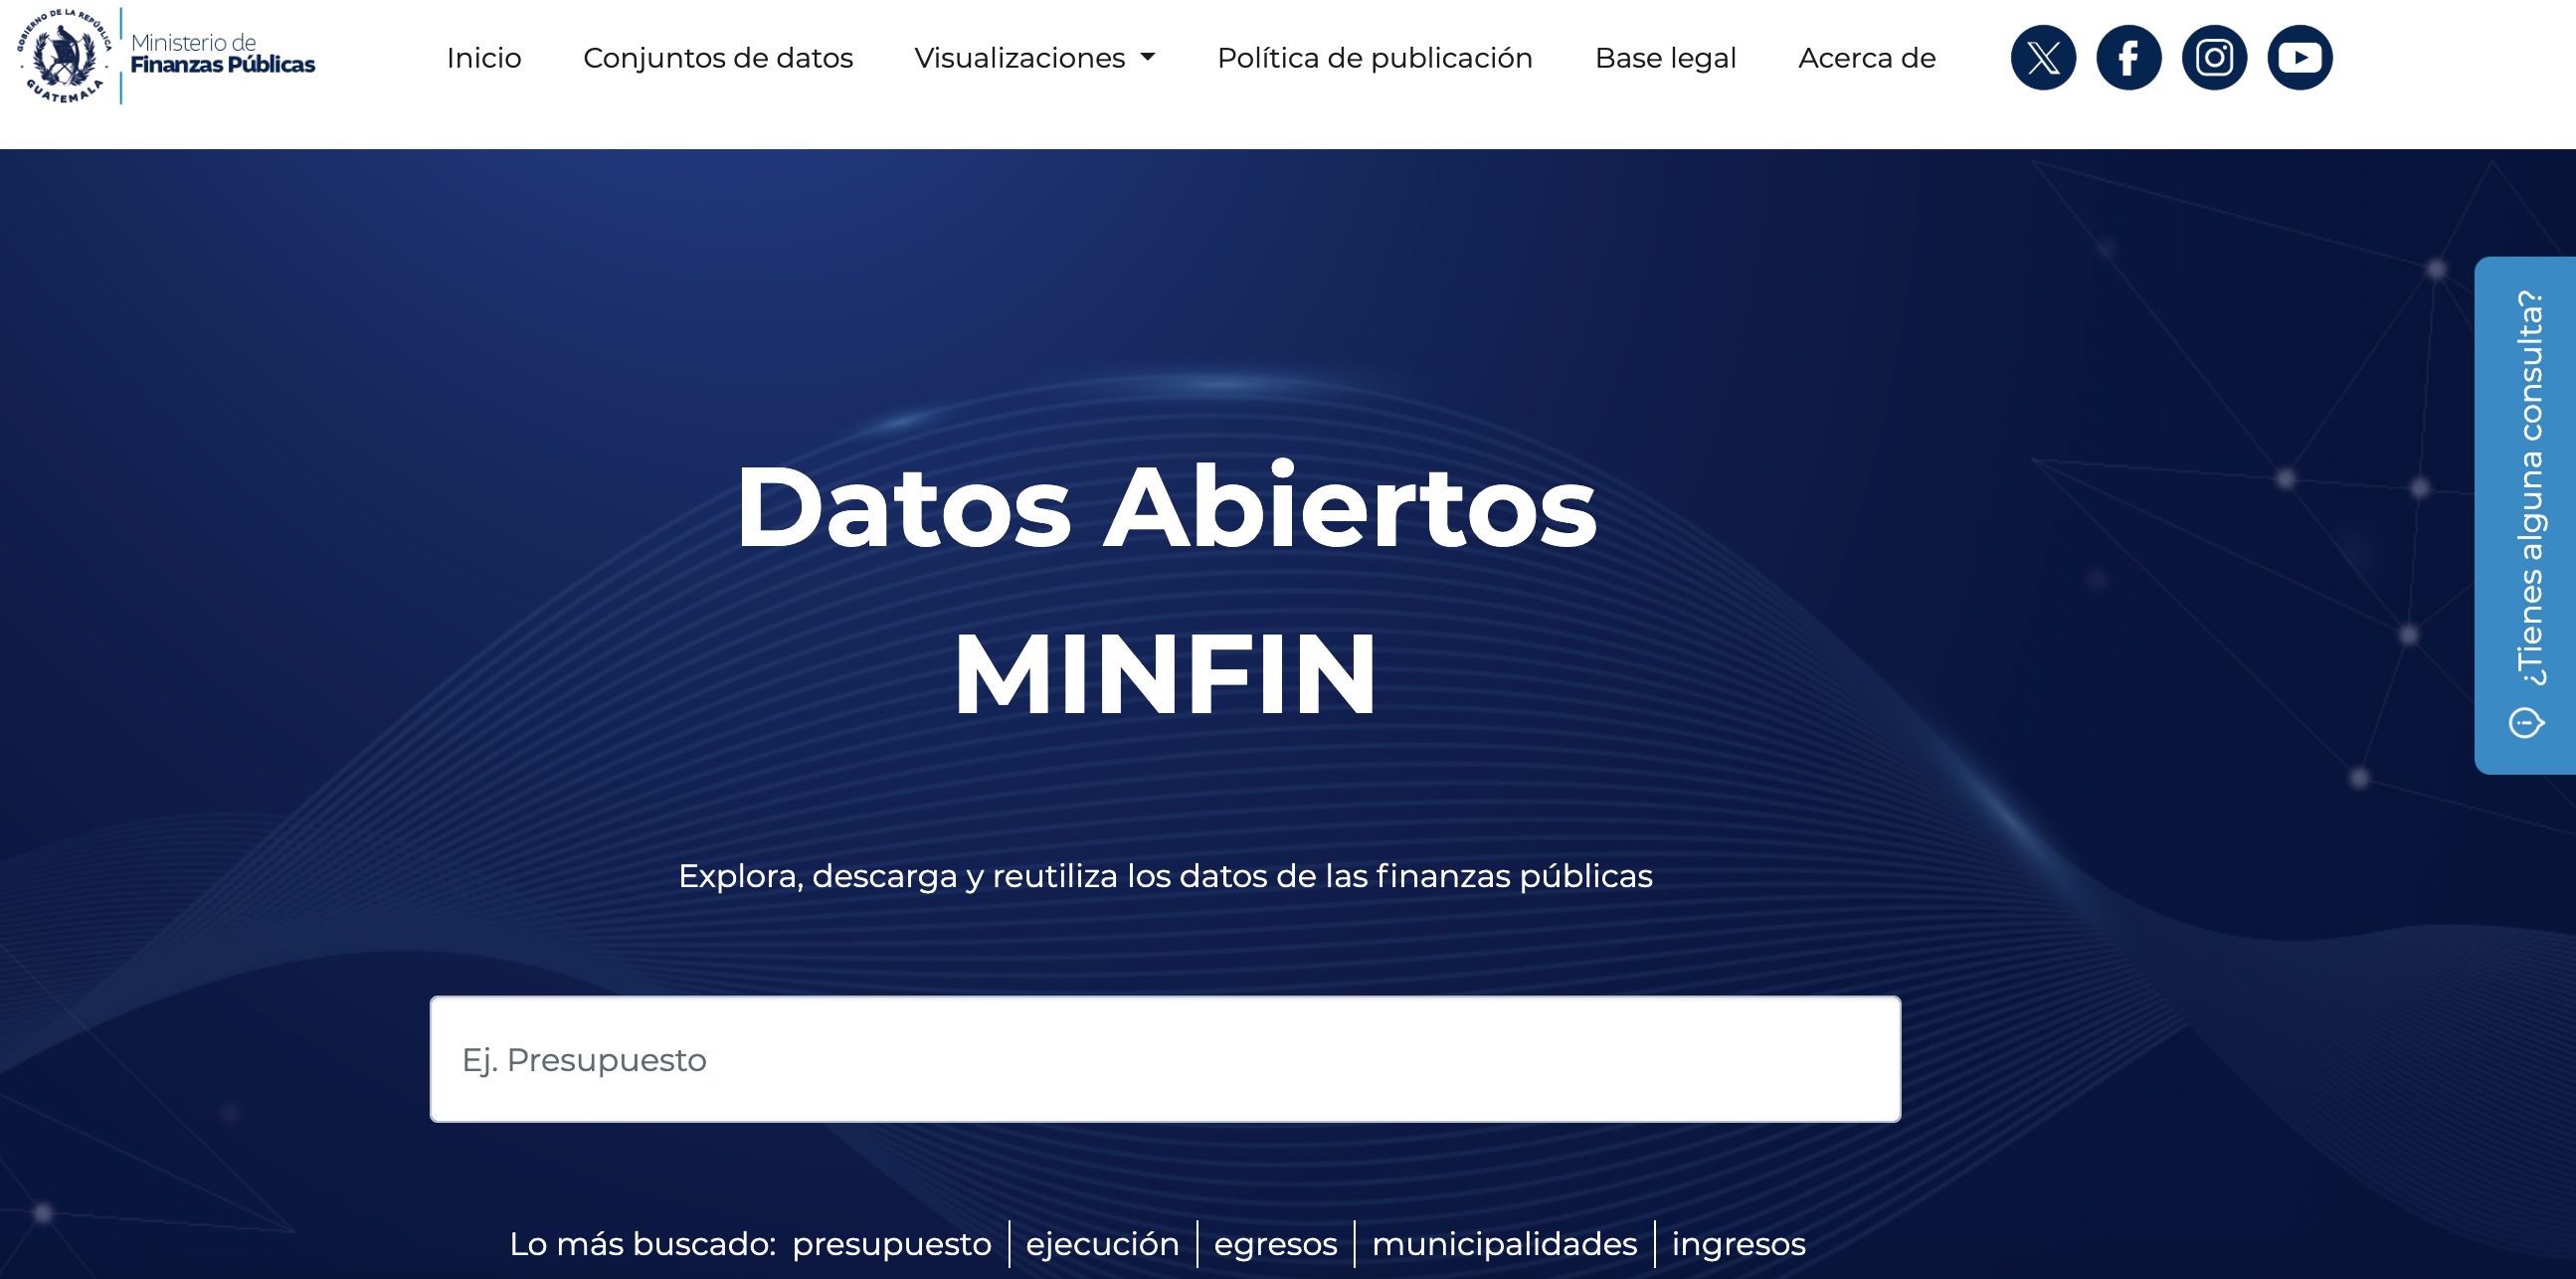 GOBIERNO DE LA REPÚBLICA
GUATEMALA
Ministerio de
Finanzas Públicas
Inicio
Conjuntos de datos
Visualizaciones
Política de publicación
Base legal
Acerca de
¿Tienes alguna consulta?
Datos Abiertos
MINFIN
Explora, descarga y reutiliza los datos de las finanzas públicas
Ej. Presupuesto
Lo más buscado: presupuesto ejecución egresos municipalidades ingresos